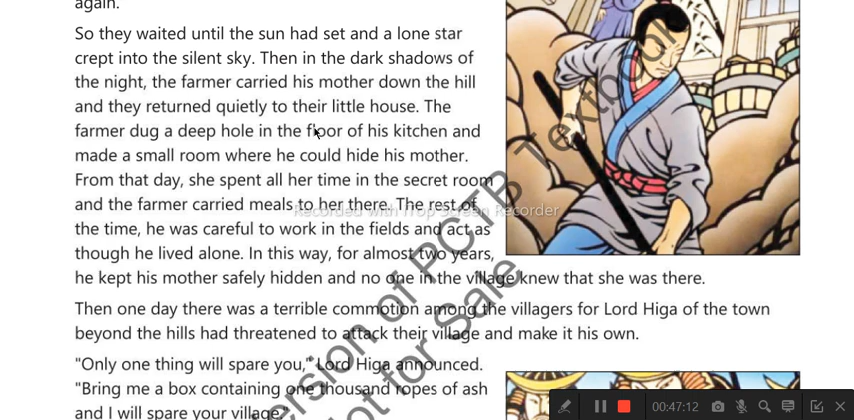 again.
So they waited until the sun had set and a lone star
crept into the silent sky. Then in the dark shadows of
the night, the farmer carried his mother down the hill
and they returned quietly to their little house. The
farmer dug a deep hole in the floor of his kitchen and
made a small room where he could hide his mother.
From that day, she spent all her time in the secret room
and the farmer carried meals to her there. The rest of
the time, he was careful to work in the fields and act as
though he lived alone. In this way, for almost two years,
he kept his mother safely hidden and no one in the village knew that she was there.
Then one day there was a terrible commotion among the villagers for Lord Higa of the town
beyond the hills had threatened to attack their village and make it his own.
"Only one thing will spare you," Lord Higa announced.
"Bring me a box containing one thousand ropes of ash
and I will spare your village."
Version of PCTB Textbook
Not for Sale
Recorded with iTop Screen Recorder
00:47:12